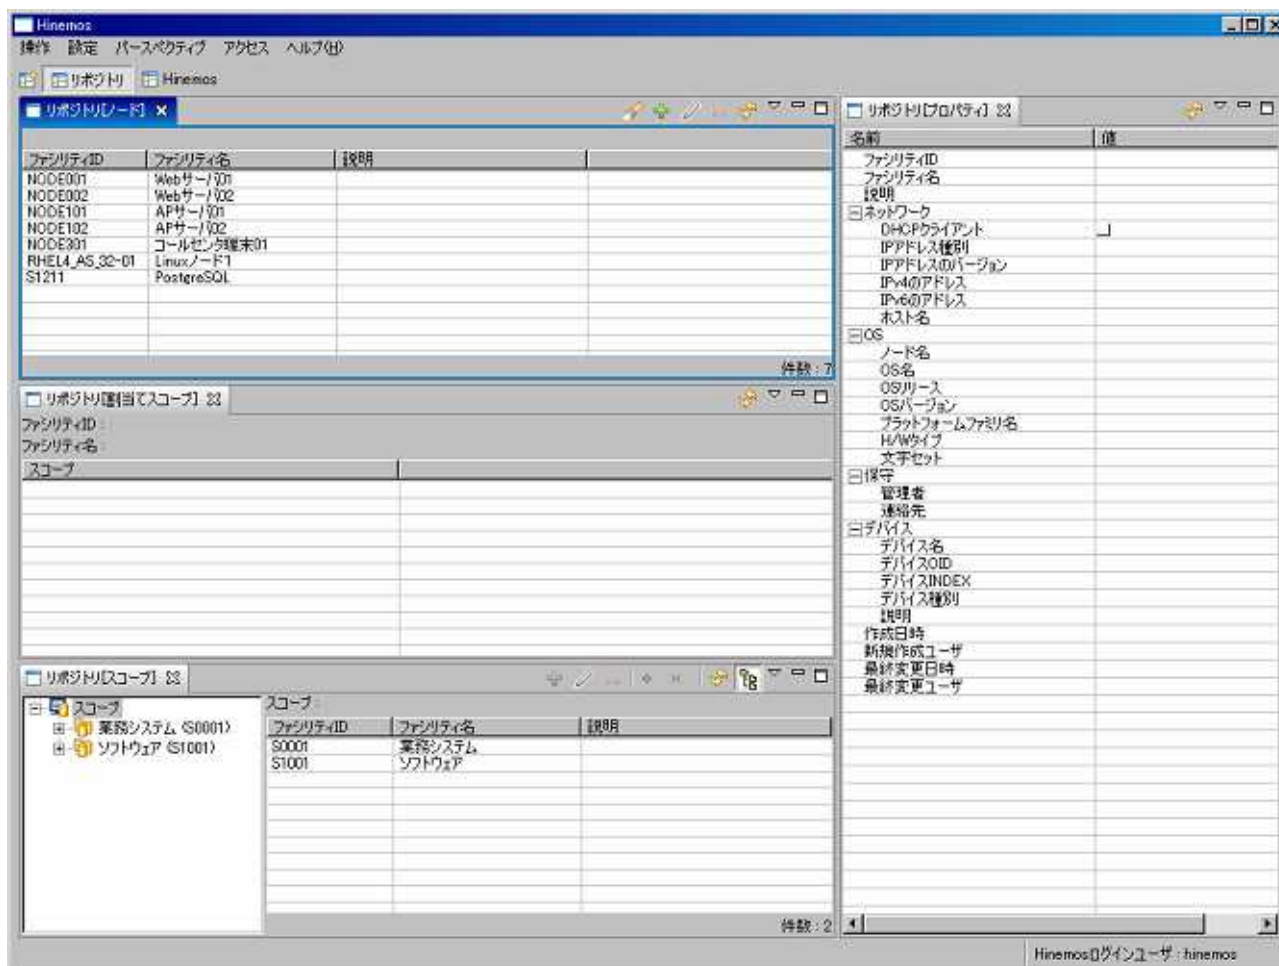 Hinemos
操作 設定 パースペクティブ アクセス ヘルプ(H)
リポジトリ Hinemos
リポジトリ[ノード]
ファシリティID ファシリティ名 説明
NODE001 Webサーバ01
NODE002 Webサーバ02
NODE101 APサーバ01
NODE102 APサーバ02
NODE301 コールセンタ端末01
RHEL4_AS_32-01 Linuxノード1
S1211 PostgreSQL
件数 : 7
リポジトリ[割当てスコープ]
ファシリティID :
ファシリティ名 :
スコープ
リポジトリ[スコープ]
スコープ
業務システム (S0001)
ソフトウェア (S1001)
スコープ :
ファシリティID ファシリティ名 説明
S0001 業務システム
S1001 ソフトウェア
件数 : 2
リポジトリ[プロパティ]
名前 値
ファシリティID
ファシリティ名
説明
ネットワーク
DHCPクライアント
IPアドレス種別
IPアドレスのバージョン
IPv4のアドレス
IPv6のアドレス
ホスト名
OS
ノード名
OS名
OSリリース
OSバージョン
プラットフォームファミリ名
H/Wタイプ
文字セット
保守
管理者
連絡先
デバイス
デバイス名
デバイスOID
デバイスINDEX
デバイス種別
説明
作成日時
新規作成ユーザ
最終変更日時
最終変更ユーザ
Hinemosログインユーザ : hinemos